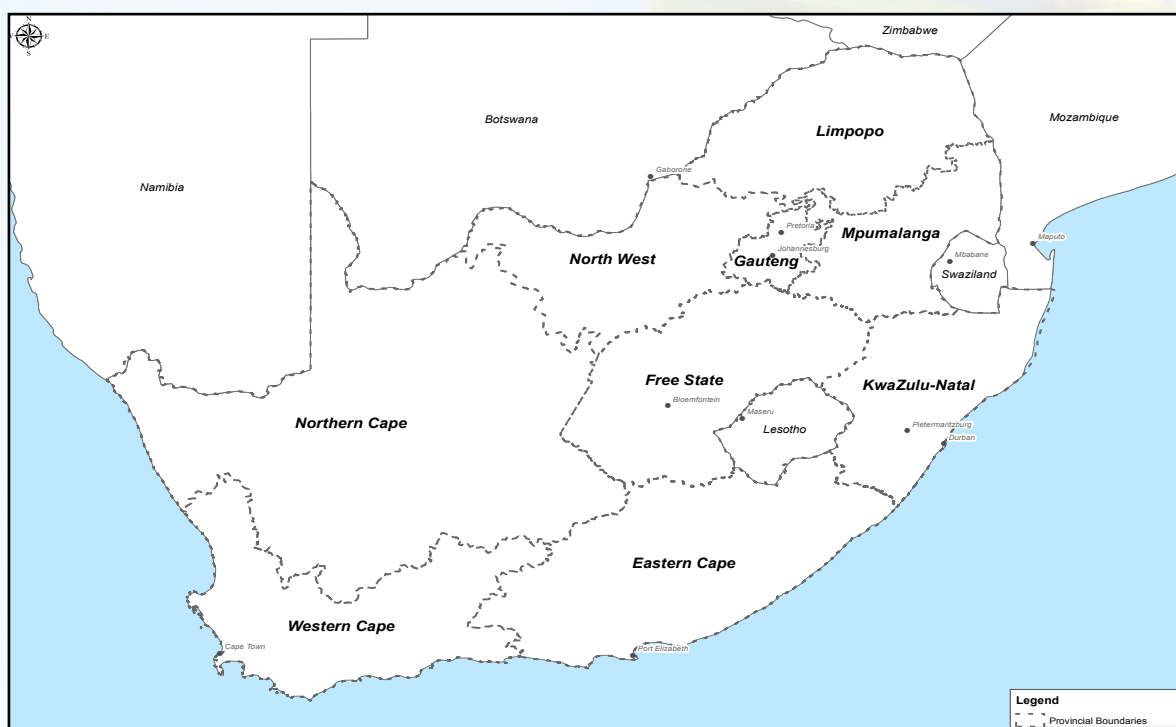 N
E
S
Zimbabwe
Mozambique
Botswana
Limpopo
Gaborone
Namibia
Pretoria
Mpumalanga
Maputo
North West
Johannesburg
Gauteng
Mbabane
Swaziland
Free State
KwaZulu-Natal
Bloemfontein
Maseru
Northern Cape
Lesotho
Pietermaritzburg
Durban
Eastern Cape
Western Cape
Cape Town
Port Elizabeth
Legend
Provincial Boundaries